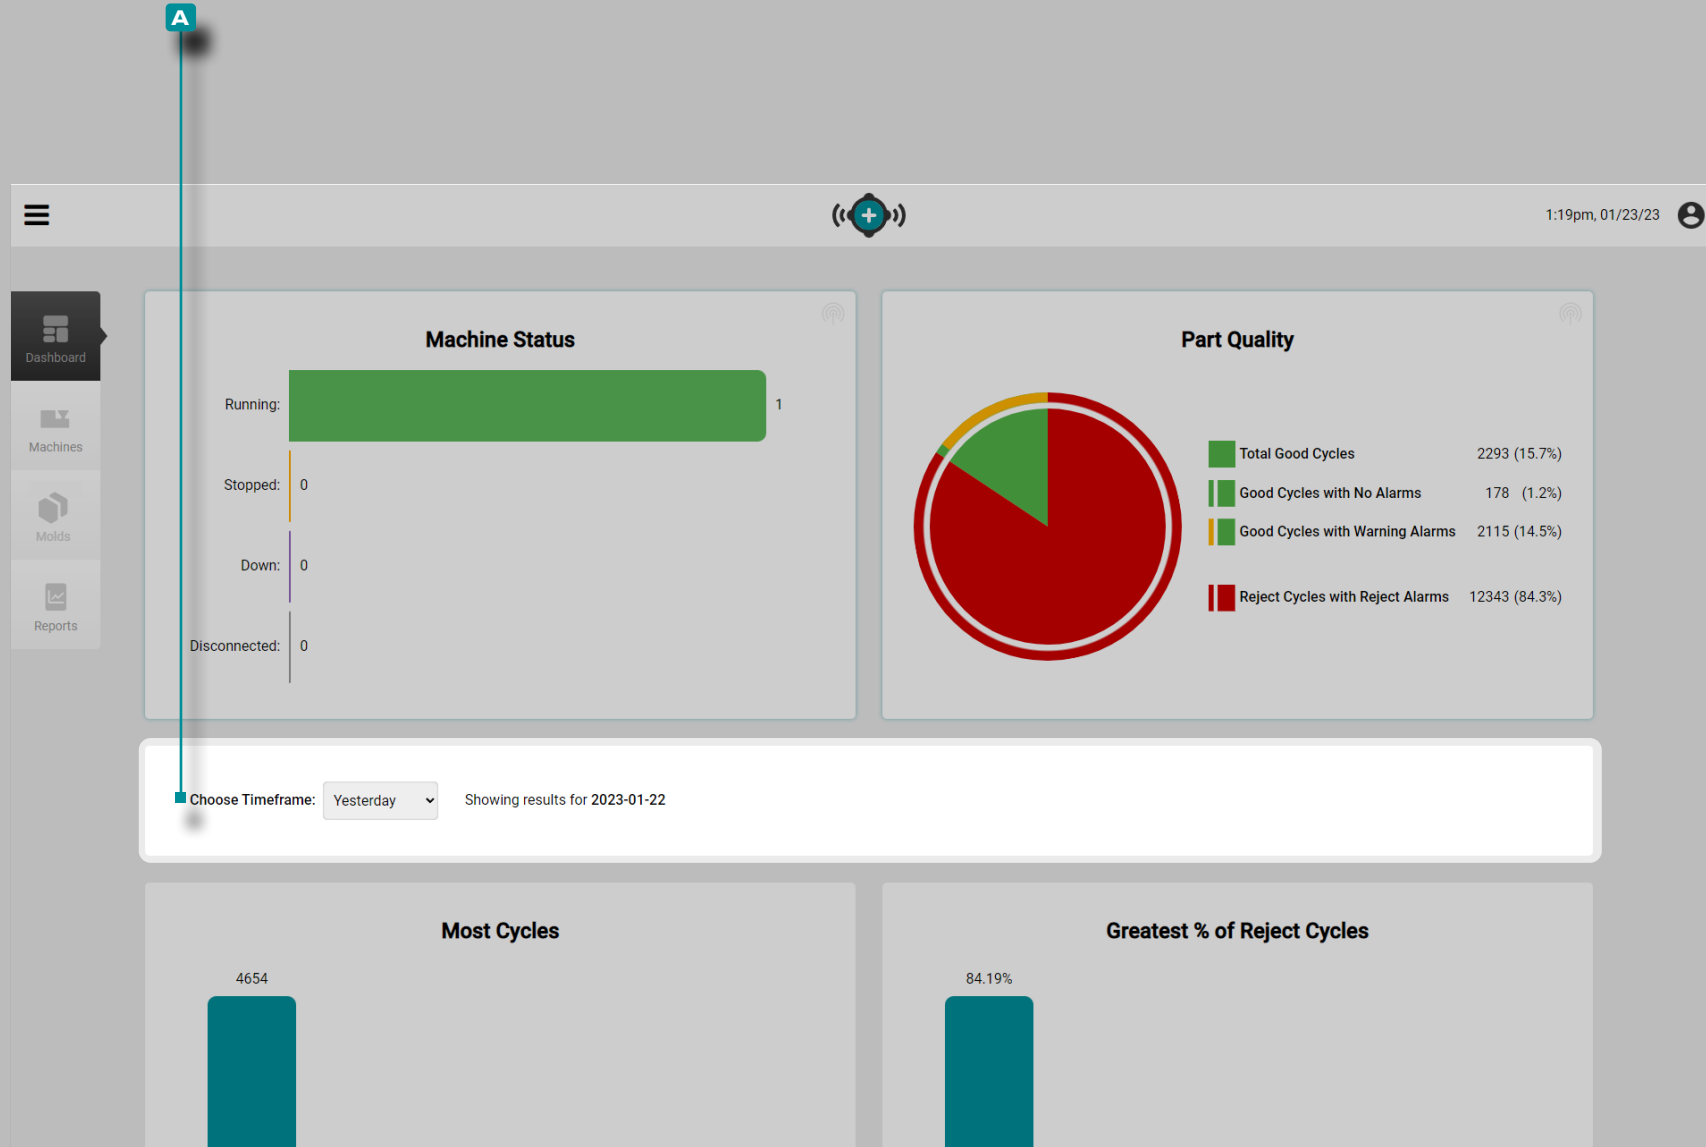 A
1:19pm, 01/23/23
Dashboard
Machines
Molds
Reports
Machine Status
Running: 1
Stopped: 0
Down: 0
Disconnected: 0
Part Quality
Total Good Cycles 2293 (15.7%)
Good Cycles with No Alarms 178 (1.2%)
Good Cycles with Warning Alarms 2115 (14.5%)
Reject Cycles with Reject Alarms 12343 (84.3%)
Choose Timeframe: Yesterday Showing results for 2023-01-22
Most Cycles
4654
Greatest % of Reject Cycles
84.19%